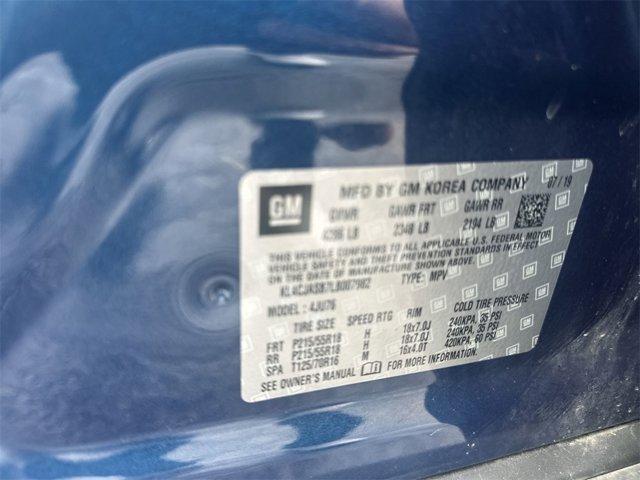 GM
MFD BY GM KOREA COMPANY 07/19
GVWR GAWR FRT GAWR RR
4286 LB 2348 LB 2194 LB
THIS VEHICLE CONFORMS TO ALL APPLICABLE U.S. FEDERAL MOTOR
VEHICLE SAFETY AND THEFT PREVENTION STANDARDS IN EFFECT
ON THE DATE OF MANUFACTURE SHOWN ABOVE.
KL4CJASB7LB007982 TYPE: MPV
MODEL: 4JU76
TIRE SIZE SPEED RTG RIM COLD TIRE PRESSURE
FRT P215/55R18 H 18x7.0J 240KPA, 35 PSI
RR P215/55R18 H 18x7.0J 240KPA, 35 PSI
SPA T125/70R16 M 16x4.0T 420KPA, 60 PSI
SEE OWNER'S MANUAL FOR MORE INFORMATION